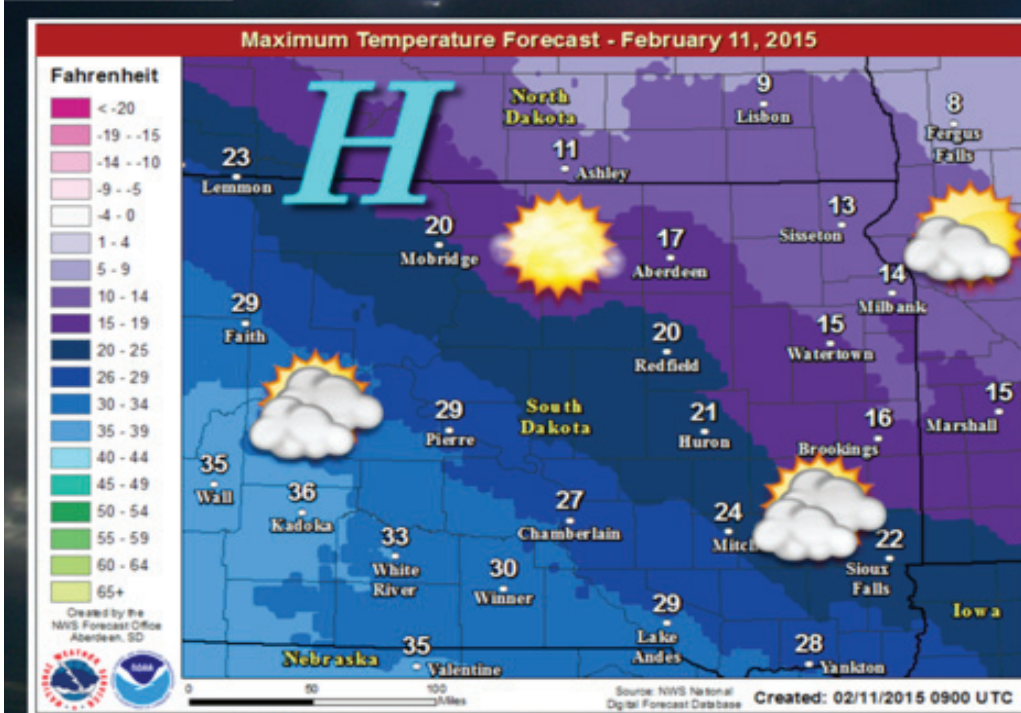 Maximum Temperature Forecast - February 11, 2015
Fahrenheit
< -20
-19 - -15
-14 - -10
-9 - -5
-4 - 0
1 - 4
5 - 9
10 - 14
15 - 19
20 - 25
26 - 29
30 - 34
35 - 39
40 - 44
45 - 49
50 - 54
55 - 59
60 - 64
65+
Created by the
NWS Forecast Office
Aberdeen, SD
H
North
Dakota
9
Lisbon
8
Fergus
Falls
11
Ashley
23
Lemmon
20
Mobridge
17
Aberdeen
13
Sisseton
14
Milbank
29
Faith
20
Redfield
15
Watertown
South
Dakota
29
Pierre
21
Huron
16
Brookings
15
Marshall
35
Wall
36
Kadoka
27
Chamberlain
24
Mitch
22
Sioux
Falls
33
White
River
30
Winner
29
Lake
Andes
28
Yankton
Iowa
Nebraska
35
Valentine
0 50 100
Miles
Source: NWS National
Digital Forecast Database
Created: 02/11/2015 0900 UTC